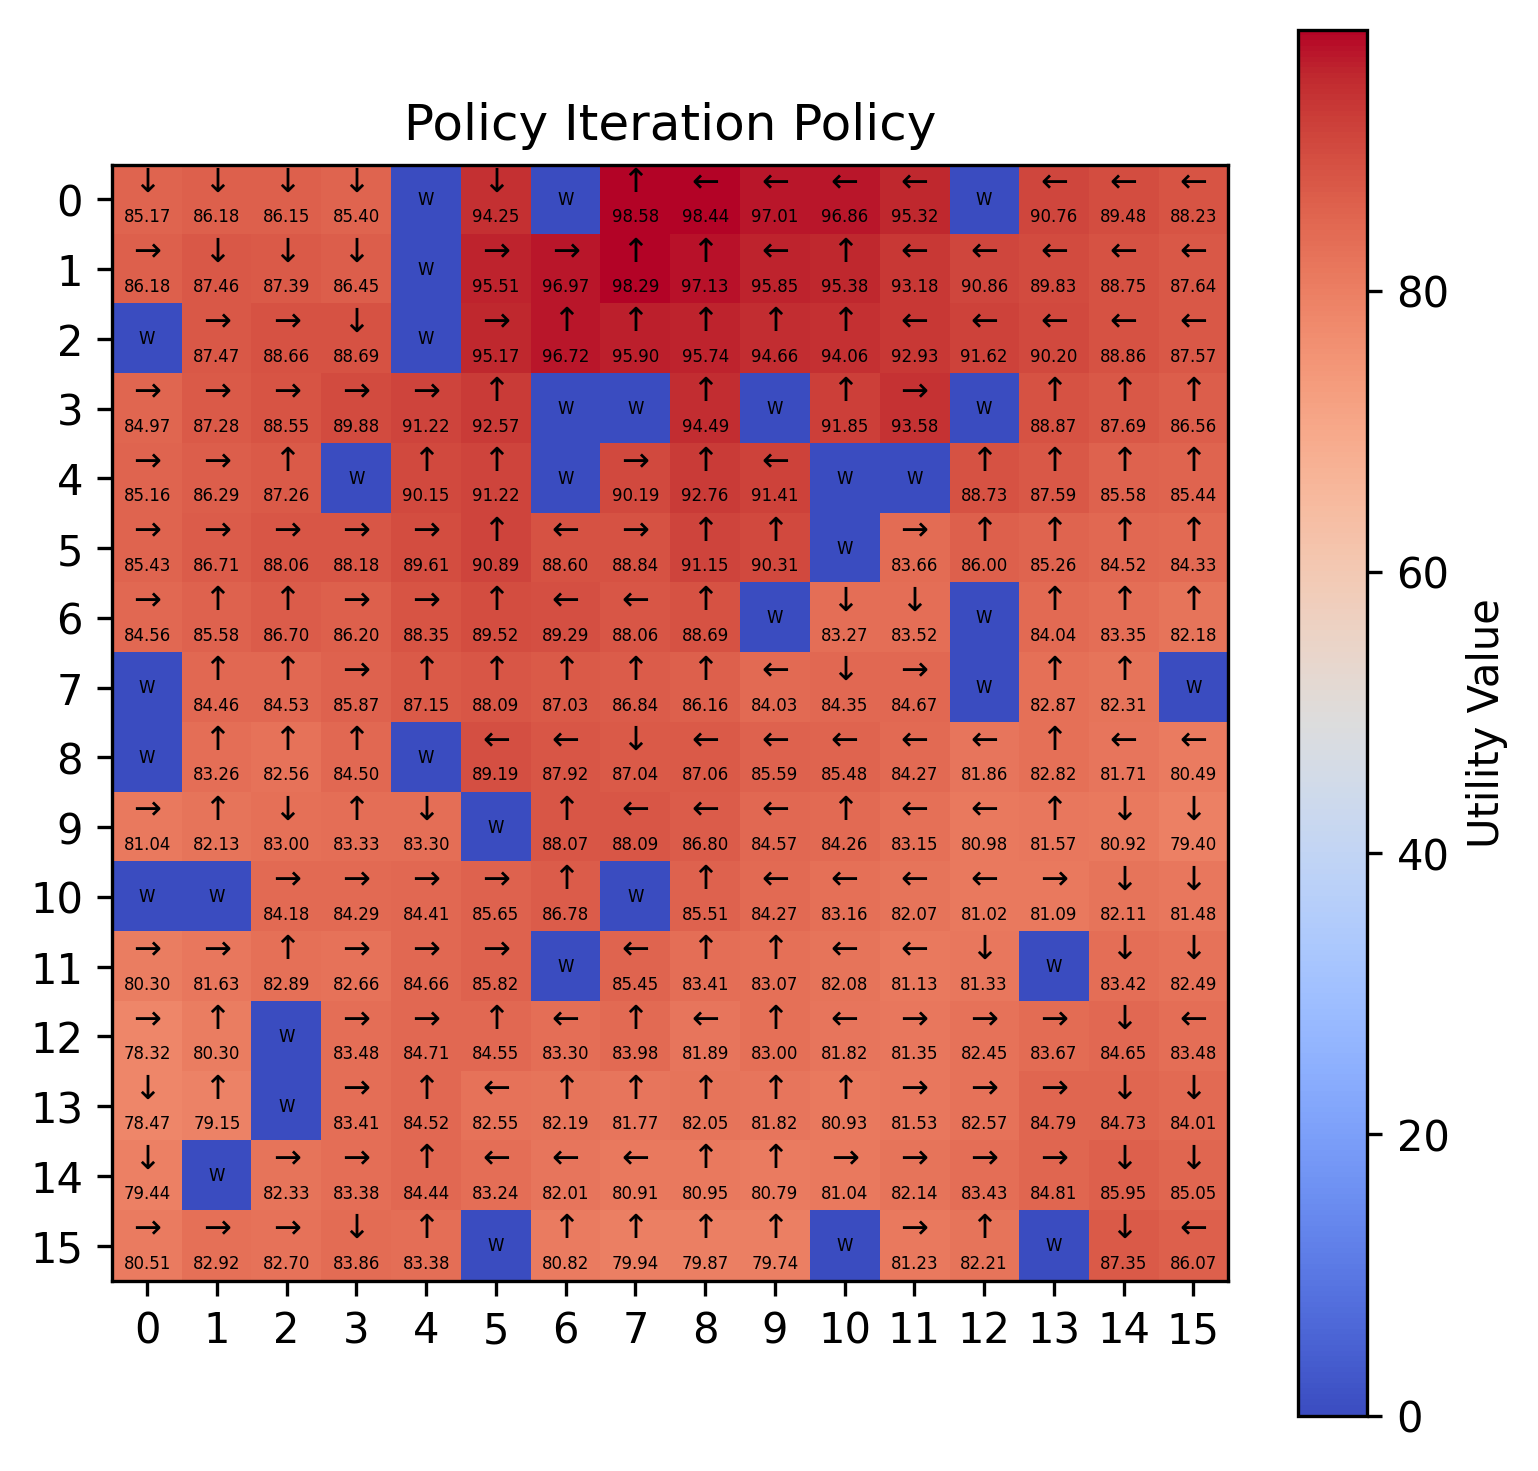 Policy Iteration Policy
0 ↓ ↓ ↓ ↓ W ↓ W ↑ ← ← ← ← W ← ← ←
85.17 86.18 86.15 85.40 94.25 98.58 98.44 97.01 96.86 95.32 90.76 89.48 88.23
1 → ↓ ↓ ↓ W → → ↑ ↑ ← ↑ ← ← ← ← ←
86.18 87.46 87.39 86.45 95.51 96.97 98.29 97.13 95.85 95.38 93.18 90.86 89.83 88.75 87.64
2 W → → ↓ W → ↑ ↑ ↑ ↑ ↑ ← ← ← ← ←
87.47 88.66 88.69 95.17 96.72 95.90 95.74 94.66 94.06 92.93 91.62 90.20 88.86 87.57
3 → → → → → ↑ W W ↑ W ↑ → W ↑ ↑ ↑
84.97 87.28 88.55 89.88 91.22 92.57 94.49 91.85 93.58 88.87 87.69 86.56
4 → → ↑ W ↑ ↑ W → ↑ ← W W ↑ ↑ ↑ ↑
85.16 86.29 87.26 90.15 91.22 90.19 92.76 91.41 88.73 87.59 85.58 85.44
5 → → → → → ↑ ← → ↑ ↑ W → ↑ ↑ ↑ ↑
85.43 86.71 88.06 88.18 89.61 90.89 88.60 88.84 91.15 90.31 83.66 86.00 85.26 84.52 84.33
6 → ↑ ↑ → → ↑ ← ← ↑ W ↓ ↓ W ↑ ↑ ↑
84.56 85.58 86.70 86.20 88.35 89.52 89.29 88.06 88.69 83.27 83.52 84.04 83.35 82.18
7 W ↑ ↑ → ↑ ↑ ↑ ↑ ↑ ← ↓ → W ↑ ↑ W
84.46 84.53 85.87 87.15 88.09 87.03 86.84 86.16 84.03 84.35 84.67 82.87 82.31
8 W ↑ ↑ ↑ W ← ← ↓ ← ← ← ← ← ↑ ← ←
83.26 82.56 84.50 89.19 87.92 87.04 87.06 85.59 85.48 84.27 81.86 82.82 81.71 80.49
9 → ↑ ↓ ↑ ↓ W ↑ ← ← ← ↑ ← ← ↑ ↓ ↓
81.04 82.13 83.00 83.33 83.30 88.07 88.09 86.80 84.57 84.26 83.15 80.98 81.57 80.92 79.40
10 W W → → → → ↑ W ↑ ← ← ← ← → ↓ ↓
84.18 84.29 84.41 85.65 86.78 85.51 84.27 83.16 82.07 81.02 81.09 82.11 81.48
11 → → ↑ → → → W ← ↑ ↑ ← ← ↓ W ↓ ↓
80.30 81.63 82.89 82.66 84.66 85.82 85.45 83.41 83.07 82.08 81.13 81.33 83.42 82.49
12 → ↑ W → → ↑ ← ↑ ← ↑ ← → → → ↓ ←
78.32 80.30 83.48 84.71 84.55 83.30 83.98 81.89 83.00 81.82 81.35 82.45 83.67 84.65 83.48
13 ↓ ↑ W → ↑ ← ↑ ↑ ↑ ↑ ↑ → → → ↓ ↓
78.47 79.15 83.41 84.52 82.55 82.19 81.77 82.05 81.82 80.93 81.53 82.57 84.79 84.73 84.01
14 ↓ W → → ↑ ← ← ← ↑ ↑ → → → → ↓ ↓
79.44 82.33 83.38 84.44 83.24 82.01 80.91 80.95 80.79 81.04 82.14 83.43 84.81 85.95 85.05
15 → → → ↓ ↑ W ↑ ↑ ↑ ↑ W → ↑ W ↓ ←
80.51 82.92 82.70 83.86 83.38 80.82 79.94 79.87 79.74 81.23 82.21 87.35 86.07
0 1 2 3 4 5 6 7 8 9 10 11 12 13 14 15
80
60
40
20
0
Utility Value